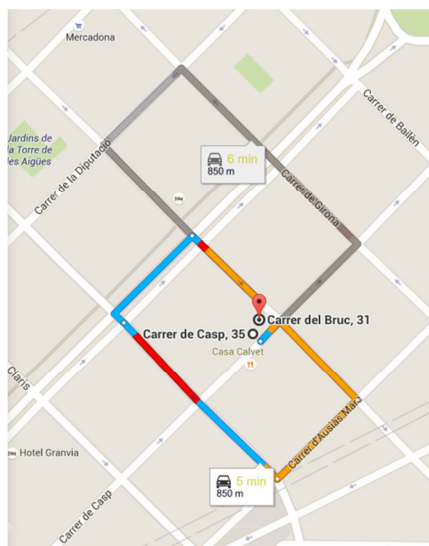 Mercadona
Jardins de
la Torre de
les Aigües
Carrer de la Diputació
Carrer de Bailèn
6 min
850 m
Carrer de Girona
Carrer del Bruc, 31
Carrer de Casp, 35
Casa Calvet
Claris
Hotel Granvia
Carrer d'Ausiàs Marc
5 min
850 m
Carrer de Casp